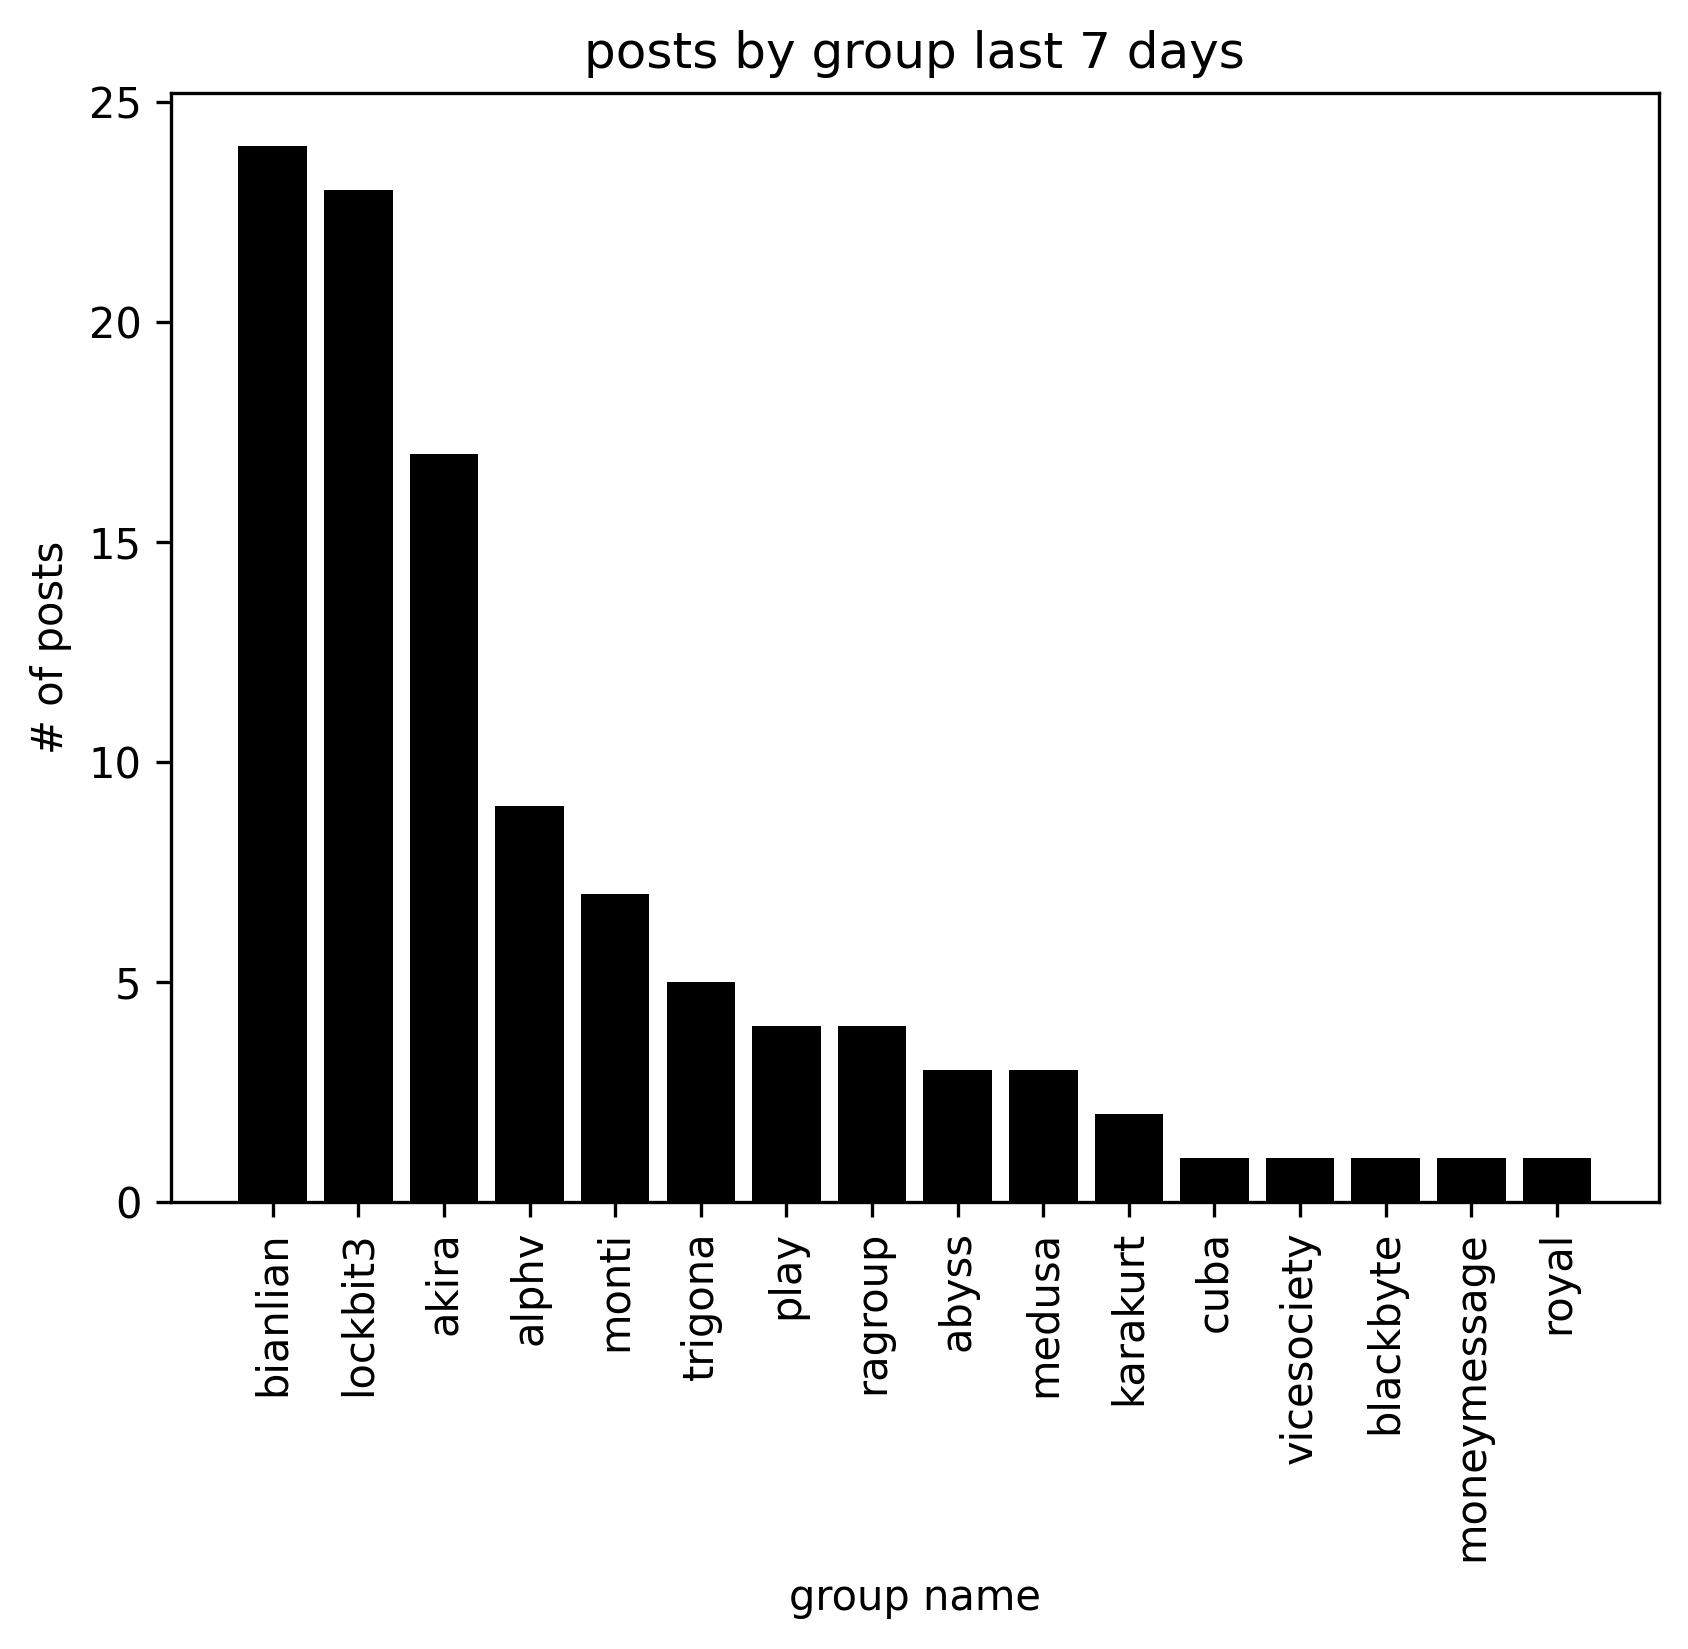 posts by group last 7 days
# of posts
25
20
15
10
5
0
bianlian
lockbit3
akira
alphv
monti
trigona
play
ragroup
abyss
medusa
karakurt
cuba
vicesociety
blackbyte
moneymessage
royal
group name